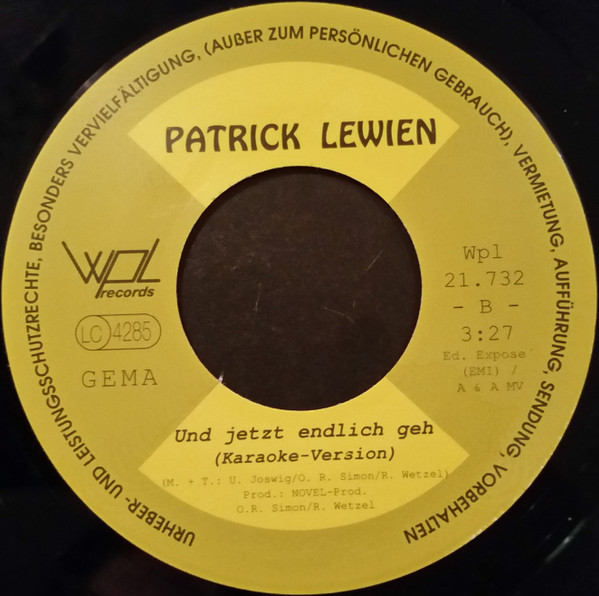 URHEBER- UND LEISTUNGSSCHUTZRECHTE, BESONDERS VERVIELFÄLTIGUNG, (AUßER ZUM PERSÖNLICHEN GEBRAUCH), VERMIETUNG, AUFFÜHRUNG, SENDUNG, VORBEHALTEN
PATRICK LEWIEN
WPL
records
LC 4285
GEMA
Wpl
21.732
- B -
3:27
Ed. Expose
(EMI) /
A & A MV
Und jetzt endlich geh
(Karaoke-Version)
(M. + T.: U. Joswig/O. R. Simon/R. Wetzel)
Prod.: NOVEL-Prod.
O.R. Simon/R. Wetzel